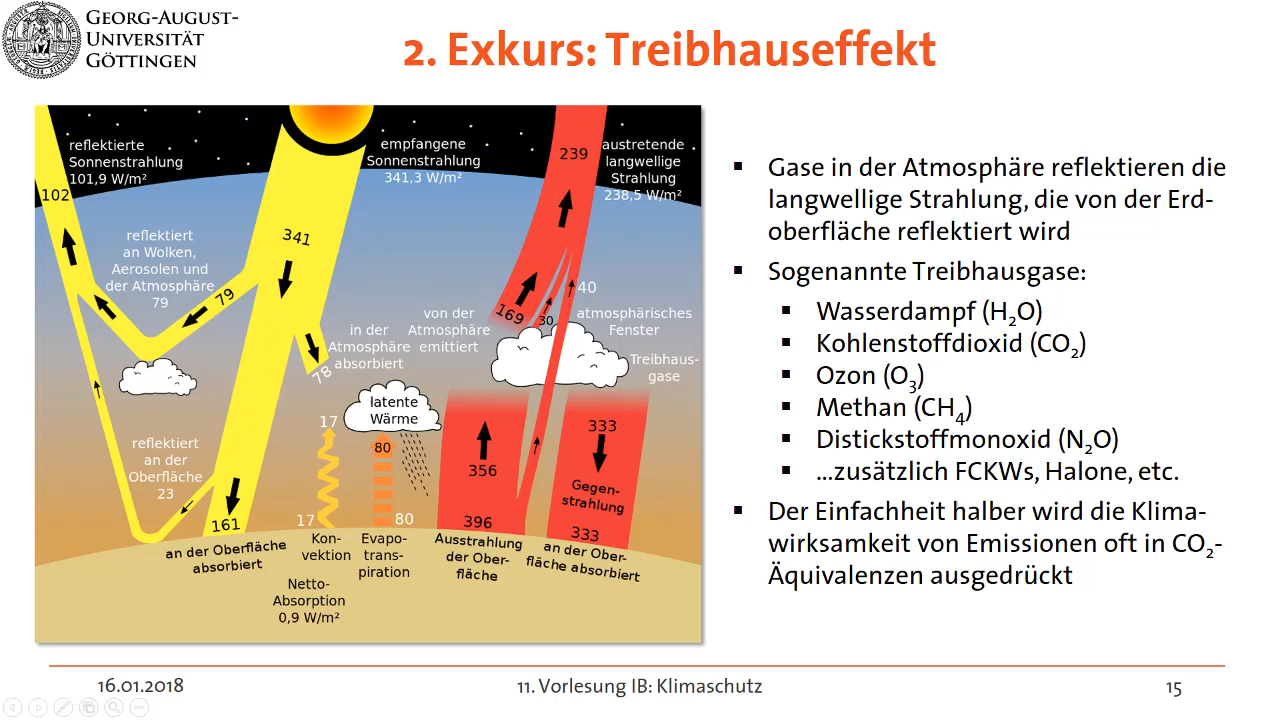 GEORG-AUGUST-
UNIVERSITÄT
GÖTTINGEN
2. Exkurs: Treibhauseffekt
reflektierte
Sonnenstrahlung
101,9 W/m²
102
empfangene
Sonnenstrahlung
341,3 W/m²
239
austretende
langwellige
Strahlung
238,5 W/m²
reflektiert
an Wolken,
Aerosolen und
der Atmosphäre
79
79
341
in der
Atmosphäre
absorbiert
78
von der
Atmosphäre
emittiert
169
30
40
atmosphärisches
Fenster
Treibhaus-
gase
latente
Wärme
17
80
356
333
Gegen-
strahlung
reflektiert
an der
Oberfläche
23
161
an der Oberfläche
absorbiert
17
Kon-
vektion
80
Evapo-
trans-
piration
396
Ausstrahlung
der Ober-
fläche
333
an der Ober-
fläche absorbiert
Netto-
Absorption
0,9 W/m²
▪ Gase in der Atmosphäre reflektieren die
langwellige Strahlung, die von der Erd-
oberfläche reflektiert wird
▪ Sogenannte Treibhausgase:
▪ Wasserdampf (H₂O)
▪ Kohlenstoffdioxid (CO₂)
▪ Ozon (O₃)
▪ Methan (CH₄)
▪ Distickstoffmonoxid (N₂O)
▪ ...zusätzlich FCKWs, Halone, etc.
▪ Der Einfachheit halber wird die Klima-
wirksamkeit von Emissionen oft in CO₂-
Äquivalenzen ausgedrückt
16.01.2018
11. Vorlesung IB: Klimaschutz
15